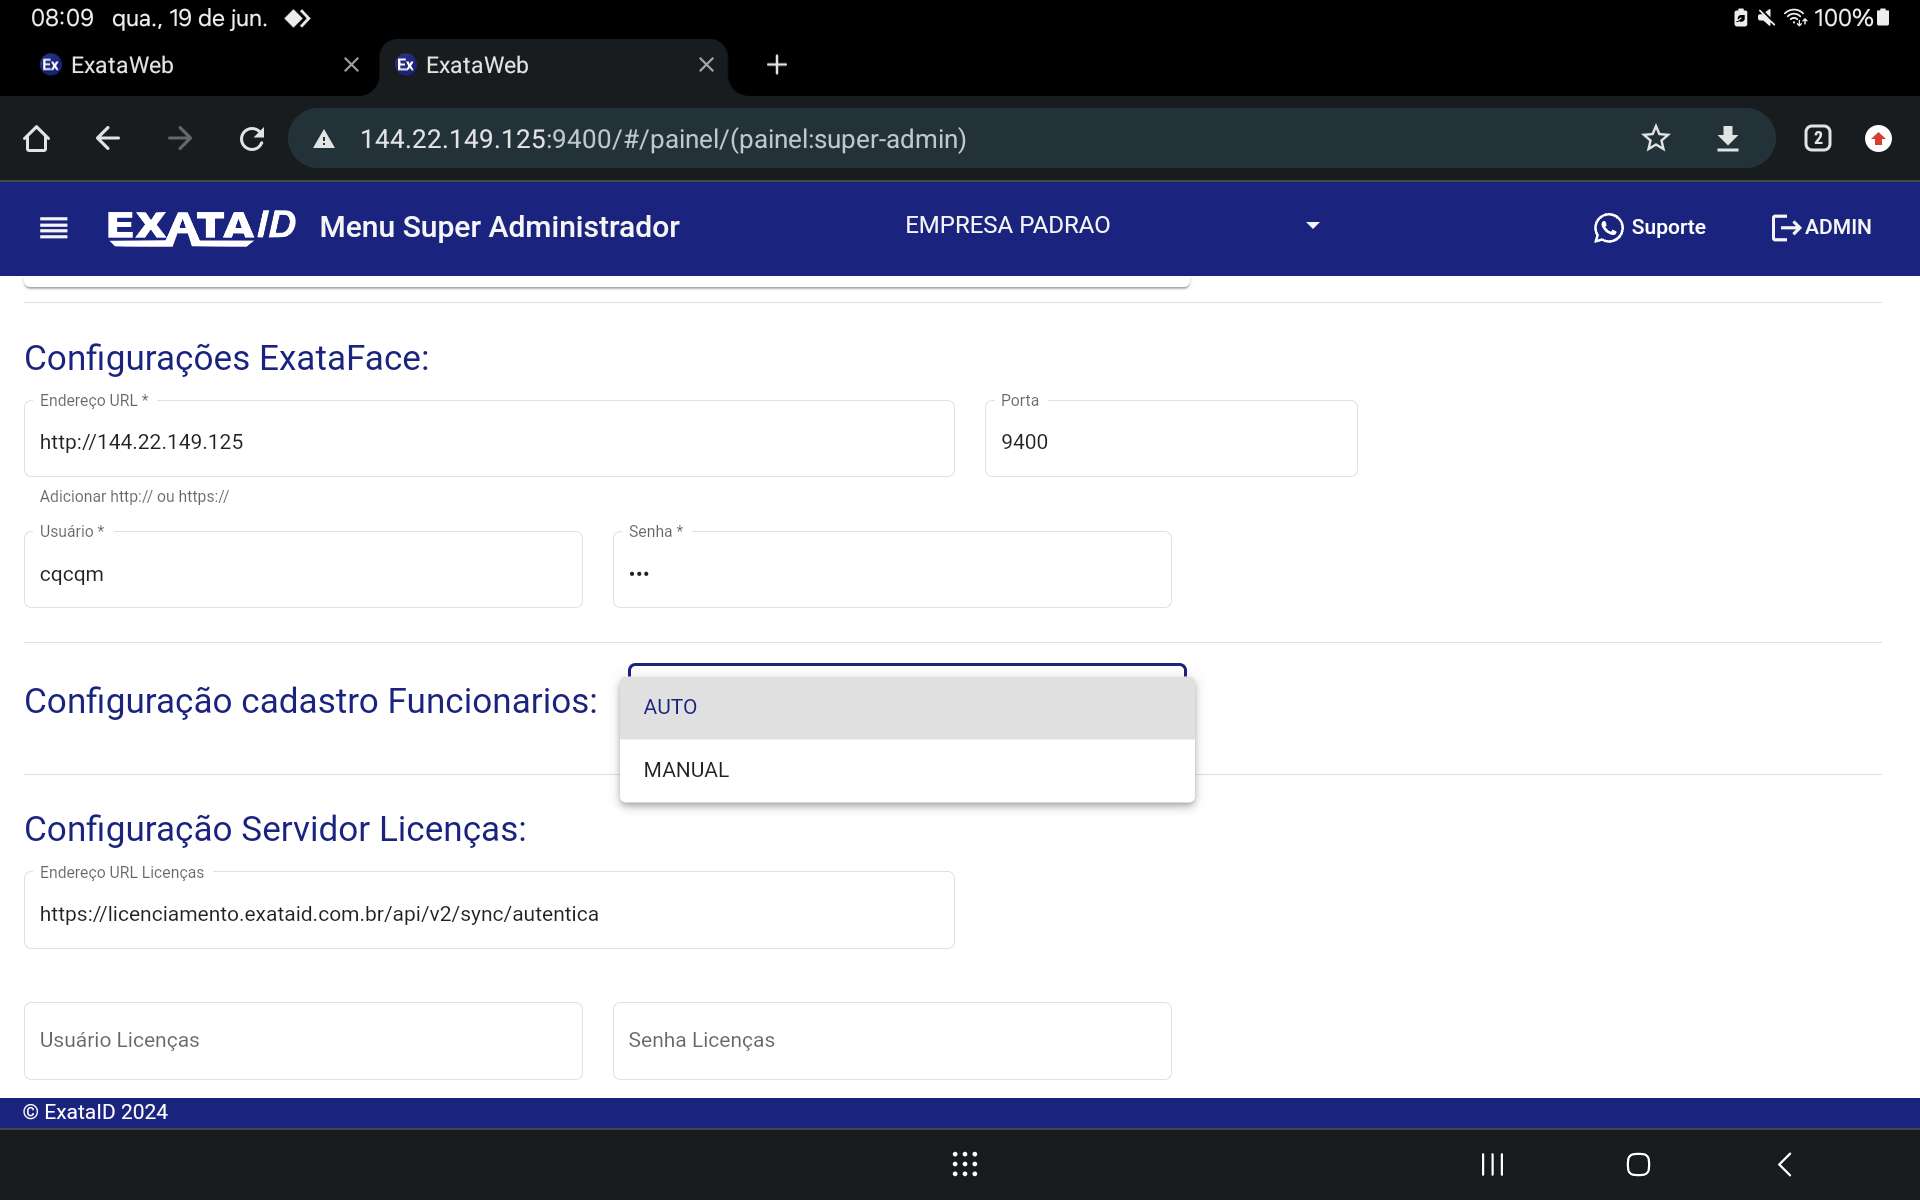 08:09 qua., 19 de jun. 100%
Ex ExataWeb Ex ExataWeb
144.22.149.125:9400/#/painel/(painel:super-admin) 2
EXATAID Menu Super Administrador EMPRESA PADRAO Suporte ADMIN
Configurações ExataFace:
Endereço URL * Porta
http://144.22.149.125 9400
Adicionar http:// ou https://
Usuário * Senha *
cqcqm •••
Configuração cadastro Funcionarios:
AUTO
MANUAL
Configuração Servidor Licenças:
Endereço URL Licenças
https://licenciamento.exataid.com.br/api/v2/sync/autentica
Usuário Licenças Senha Licenças
© ExataID 2024